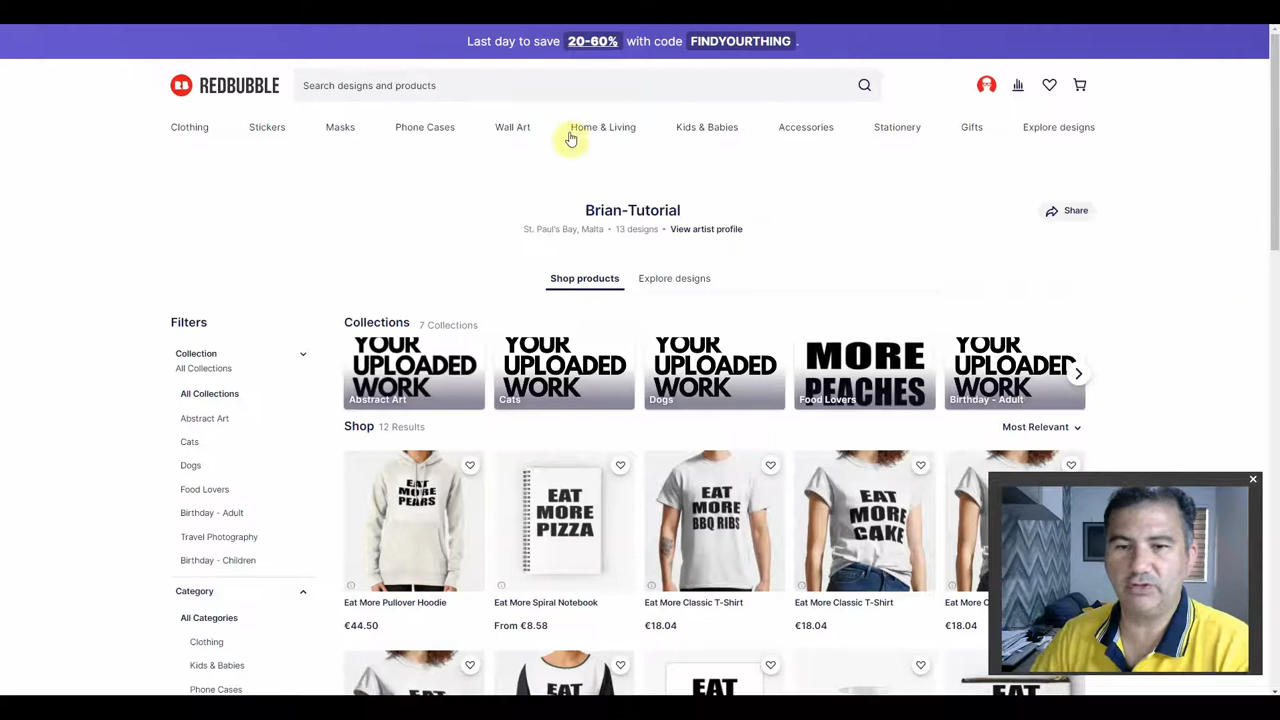 Last day to save 20-60% with code FINDYOURTHING .
RB REDBUBBLE
Search designs and products
Clothing Stickers Masks Phone Cases Wall Art Home & Living Kids & Babies Accessories Stationery Gifts Explore designs
Brian-Tutorial
Share
St. Paul's Bay, Malta • 13 designs • View artist profile
Shop products Explore designs
Filters
Collection
All Collections
All Collections
Abstract Art
Cats
Dogs
Food Lovers
Birthday - Adult
Travel Photography
Birthday - Children
Category
All Categories
Clothing
Kids & Babies
Phone Cases
Collections 7 Collections
YOUR
UPLOADED
WORK
Abstract Art
YOUR
UPLOADED
WORK
Cats
YOUR
UPLOADED
WORK
Dogs
MORE
PEACHES
Food Lovers
YOUR
UPLOADED
WORK
Birthday - Adult
Shop 12 Results
Most Relevant
EAT
MORE
PEARS
EAT
MORE
PIZZA
EAT
MORE
BBQ RIBS
EAT
MORE
CAKE
Eat More Pullover Hoodie
€44.50
Eat More Spiral Notebook
From €8.58
Eat More Classic T-Shirt
€18.04
Eat More Classic T-Shirt
€18.04
Eat More C
€18.04
EAT
EAT
EAT